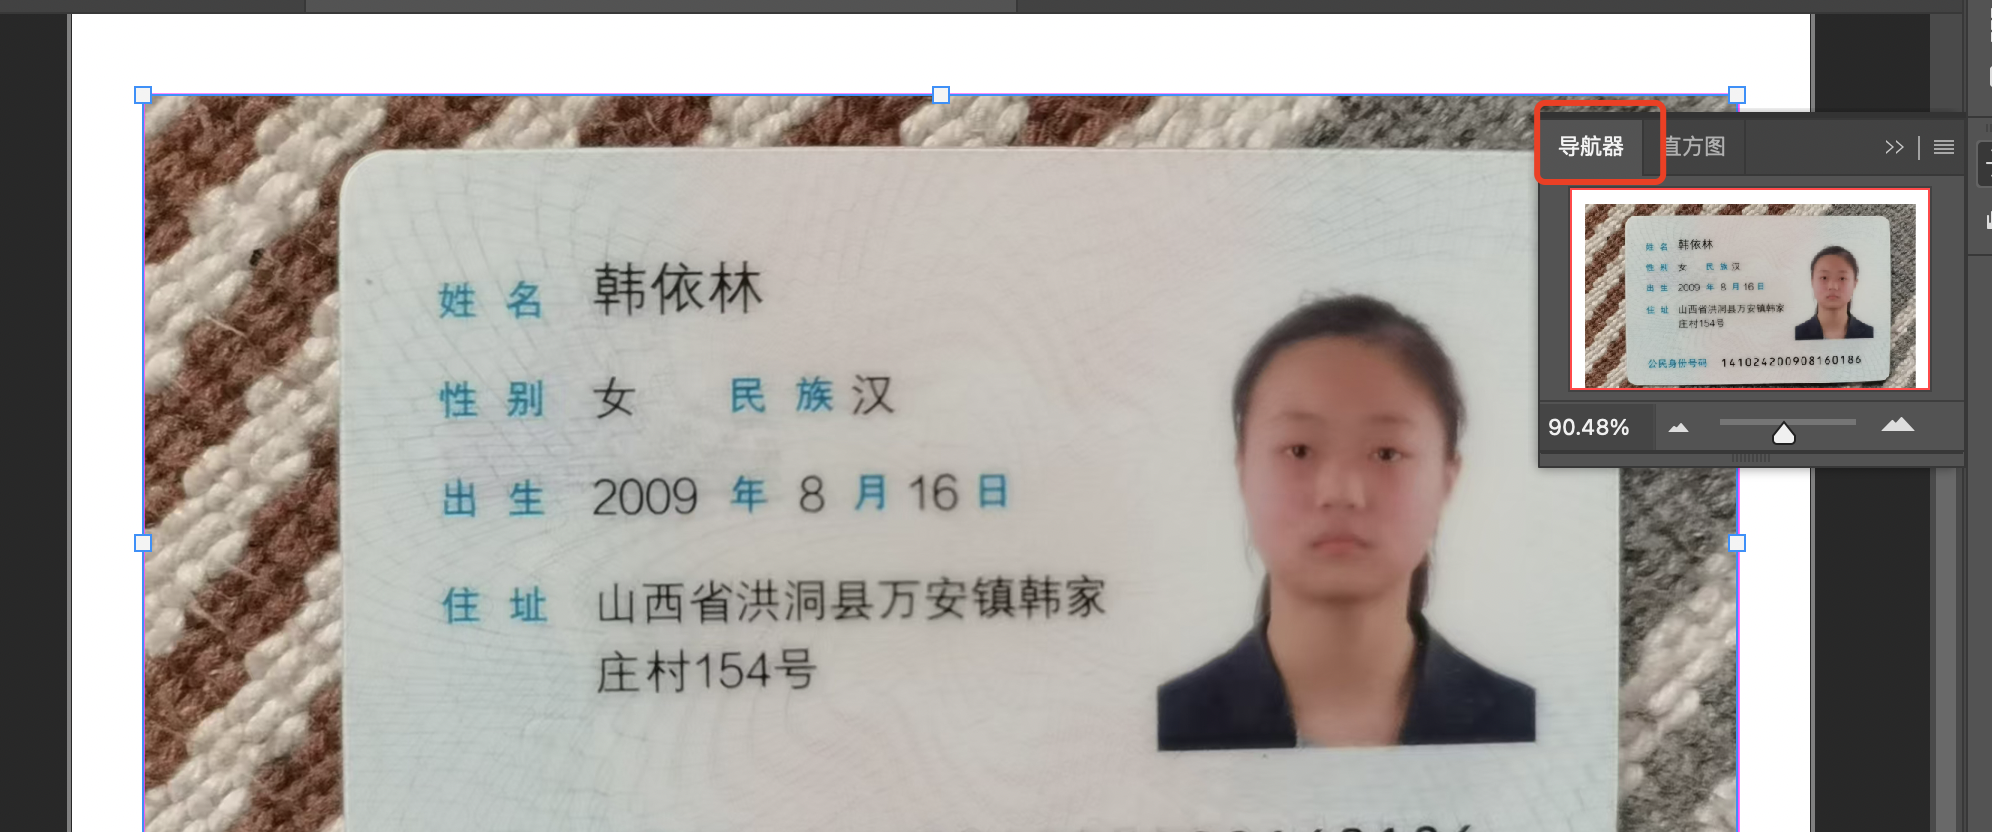 导航器 直方图
姓名 韩依林
性别 女 民族 汉
出生 2009 年 8 月 16 日
住址 山西省洪洞县万安镇韩家
庄村154号
姓名 韩依林
性别 女 民族 汉
出生 2009 年 8 月 16 日
住址 山西省洪洞县万安镇韩家
庄村154号
公民身份号码 141024200908160186
90.48%